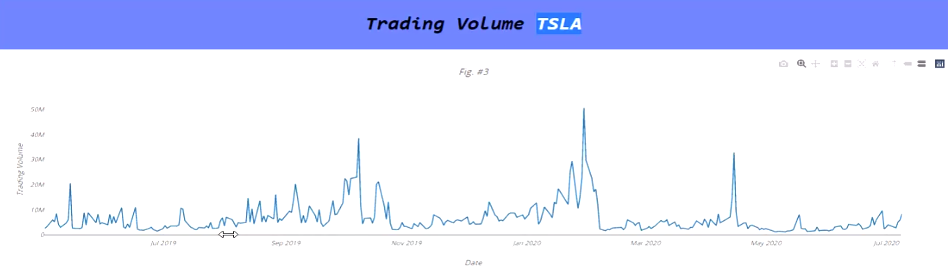 Trading Volume TSLA
Fig. #3
Trading Volume
50M
40M
30M
20M
10M
0
Jul 2019
Sep 2019
Nov 2019
Jan 2020
Mar 2020
May 2020
Jul 2020
Date